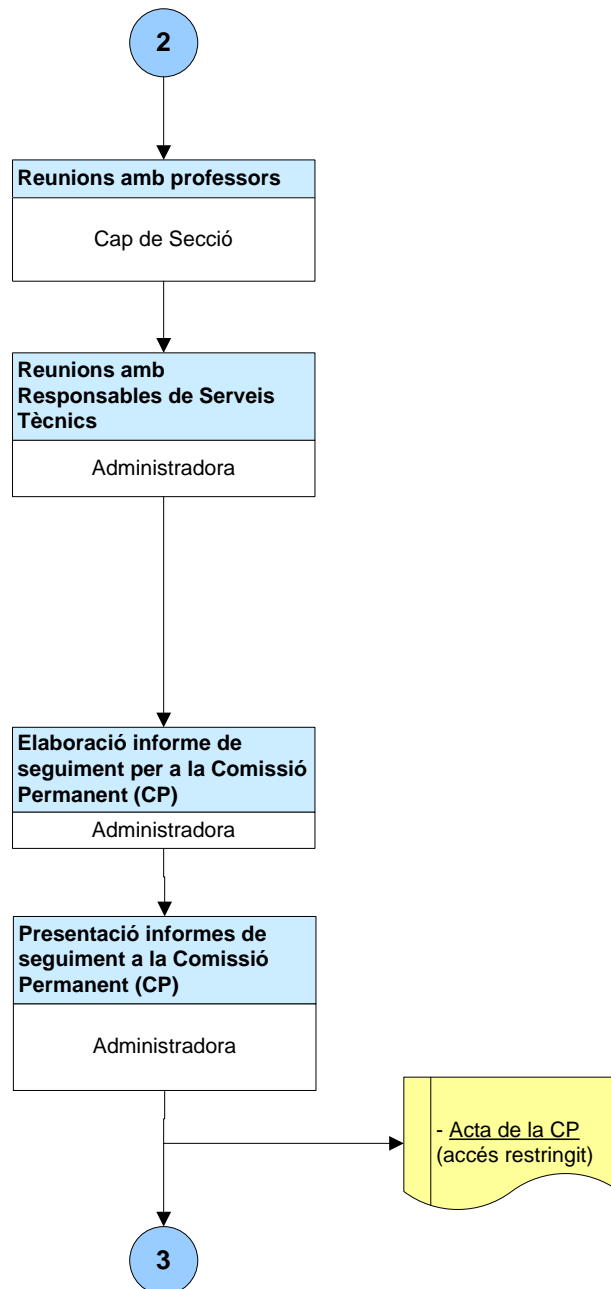 2
Reunions amb professors
Cap de Secció
Reunions amb
Responsables de Serveis
Tècnics
Administradora
Elaboració informe de
seguiment per a la Comissió
Permanent (CP)
Administradora
Presentació informes de
seguiment a la Comissió
Permanent (CP)
Administradora
- Acta de la CP
(accés restringit)
3